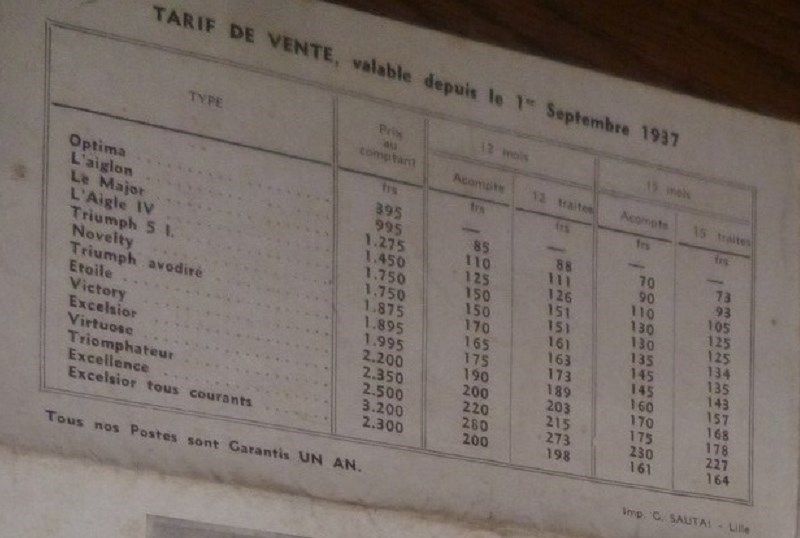 TARIF DE VENTE, valable depuis le 1er Septembre 1937
TYPE Prix au comptant 12 mois 15 mois
Acompte 12 traites Acompte 15 traites
frs frs frs frs frs
Optima 395 — — — —
L'aiglon 995 85 88 70 73
Le Major 1.275 110 111 90 93
L'Aigle IV 1.450 125 126 110 105
Triumph 5 l. 1.750 150 151 130 125
Novelty 1.750 150 151 130 125
Triumph avodiré 1.875 170 161 135 134
Etoile 1.895 165 163 145 135
Victory 1.995 175 173 145 143
Excelsior 2.200 190 189 160 157
Virtuose 2.350 200 203 170 168
Triomphateur 2.500 220 215 175 178
Excellence 3.200 280 273 230 227
Excelsior tous courants 2.300 200 198 161 164
Tous nos Postes sont Garantis UN AN.
Imp. G. SAUTAI - Lille